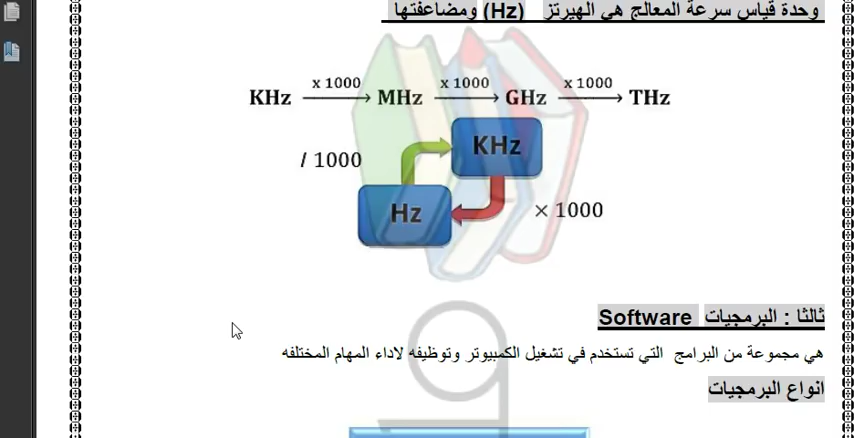 وحدة قياس سرعة المعالج هي الهيرتز (Hz) ومضاعفتها
x 1000 x 1000 x 1000
KHz MHz GHz THz
KHz
/ 1000
Hz
× 1000
ثالثا : البرمجيات Software
هي مجموعة من البرامج التي تستخدم في تشغيل الكمبيوتر وتوظيفه لاداء المهام المختلفه
انواع البرمجيات